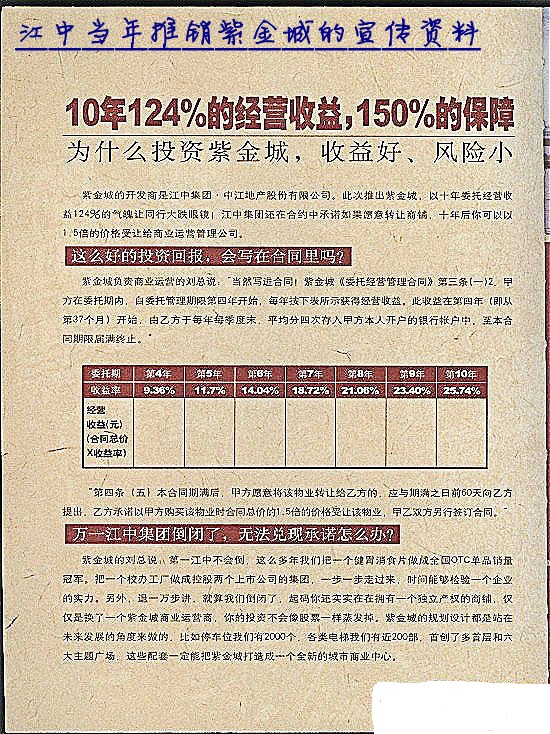 江中当年推销紫金城的宣传资料
10年124%的经营收益，150%的保障
为什么投资紫金城，收益好、风险小
紫金城的开发商是江中集团·中江地产股份有限公司。此次推出紫金城，以十年委托经营收
益124%的气魄让同行大跌眼镜；江中集团还在合约中承诺如果愿意转让商铺，十年后你可以以
1.5倍的价格受让给商业运营管理公司。
这么好的投资回报，会写在合同里吗？
紫金城负责商业运营的刘总说：“当然写进合同！紫金城《委托经营管理合同》第三条(一)2，甲
方在委托期内，自委托管理期限第四年开始，每年按下表所示获得经营收益。此收益在第四年（即从
第37个月）开始，由乙方于每年每季度末，平均分四次存入甲方本人开户的银行帐户中，至本合
同期限届满终止。”
委托期 第4年 第5年 第6年 第7年 第8年 第9年 第10年
收益率 9.36% 11.7% 14.04% 18.72% 21.06% 23.40% 25.74%
经营
收益(元)
(合同总价
X收益率)
“第四条（五）本合同期满后，甲方愿意将该物业转让给乙方的，应与期满之日前60天向乙方
提出，乙方承诺以甲方购买该物业时合同总价的1.5倍的价格受让该物业，甲乙双方另行签订合同。”
万一江中集团倒闭了，无法兑现承诺怎么办？
紫金城的刘总说：第一江中不会倒，这么多年我们把一个健胃消食片做成全国OTC单品销量
冠军。把一个校办工厂做成控股两个上市公司的集团，一步一步走过来，时间能够检验一个企业
的实力。另外，退一万步讲，就算我们倒闭了，起码你还实实在在拥有一个独立产权的商铺，仅
仅是换了一个紫金城商业运营商，你的投资不会像股票一样蒸发掉。紫金城的规划设计都是站在
未来发展的角度来做的，比如停车位我们有2000个，各类电梯我们有近200部，首创了多首层和六
大主题广场，这些配套一定能把紫金城打造成一个全新的城市商业中心。